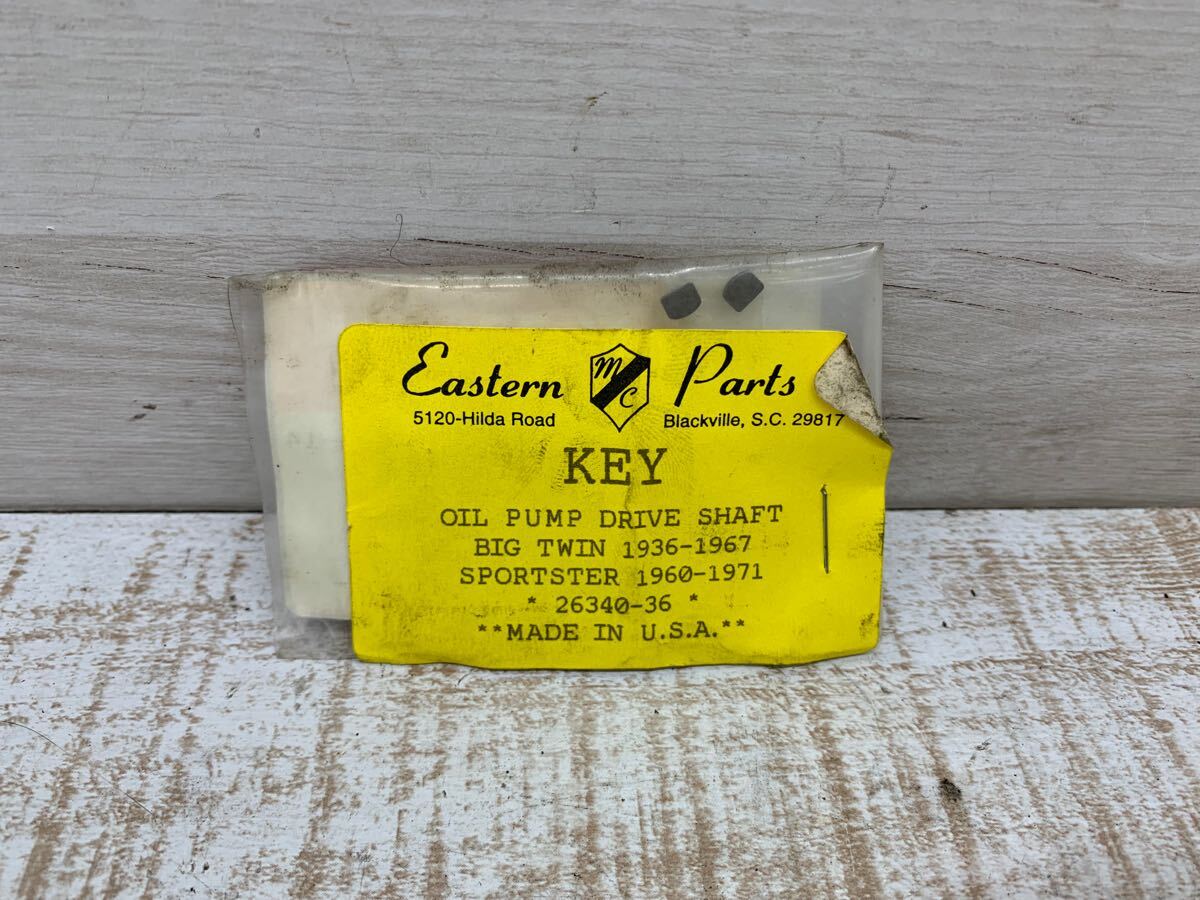 Eastern MC Parts
5120-Hilda Road Blackville, S.C. 29817
KEY
OIL PUMP DRIVE SHAFT
BIG TWIN 1936-1967
SPORTSTER 1960-1971
* 26340-36 *
**MADE IN U.S.A.**